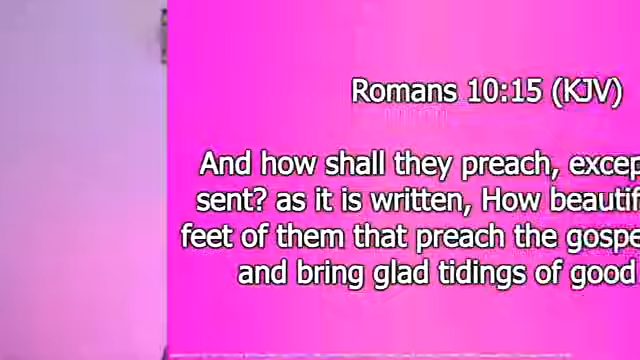 Romans 10:15 (KJV)
And how shall they preach, excep
sent? as it is written, How beautif
feet of them that preach the gospe
and bring glad tidings of good